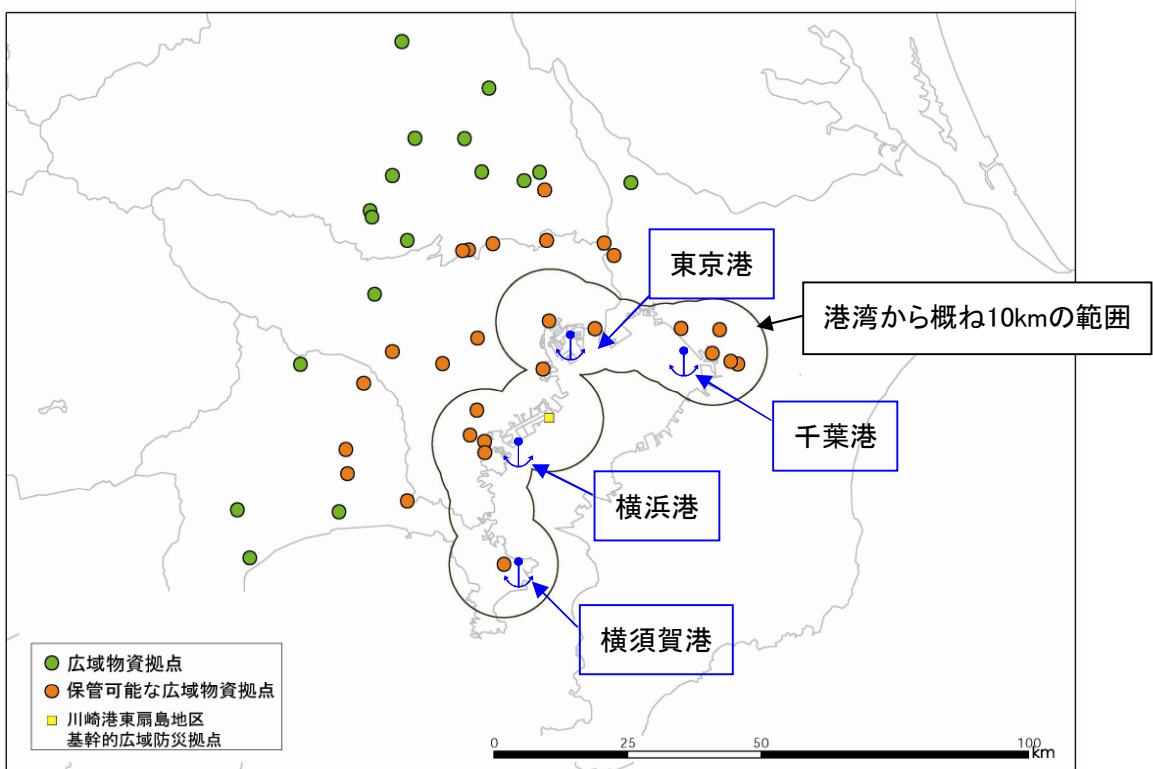 東京港
港湾から概ね10kmの範囲
千葉港
横浜港
横須賀港
広域物資拠点
保管可能な広域物資拠点
川崎港東扇島地区
基幹的広域防災拠点
0 25 50 100
km